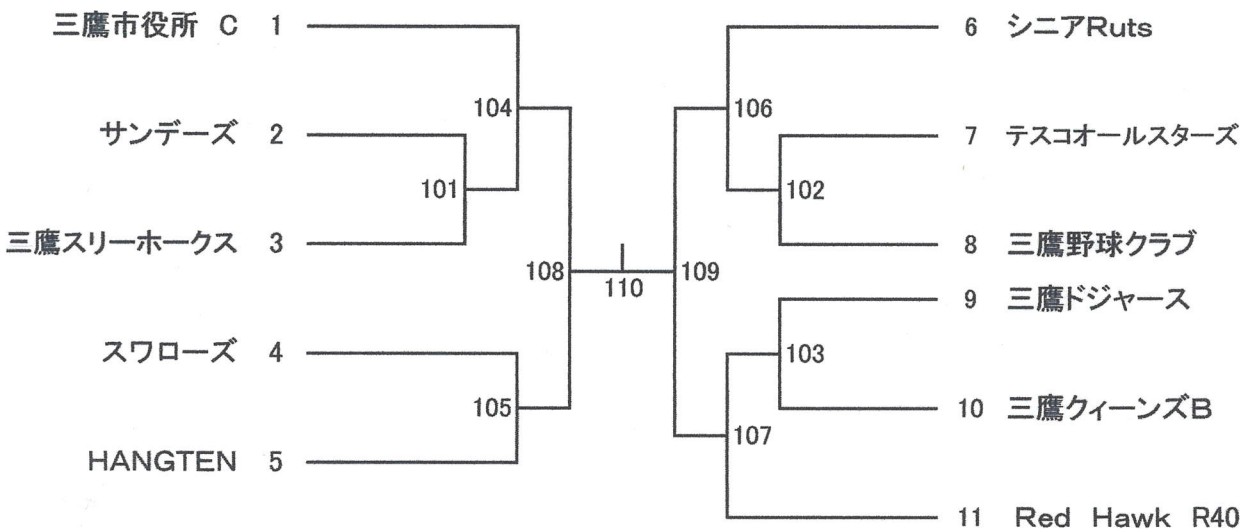 三鷹市役所 C 1
104
サンデーズ 2
101
三鷹スリーホークス 3
108
スワローズ 4
105
HANGTEN 5
110
6 シニアRuts
106
7 テスコオールスターズ
102
8 三鷹野球クラブ
109
9 三鷹ドジャース
103
10 三鷹クィーンズB
107
11 Red Hawk R40